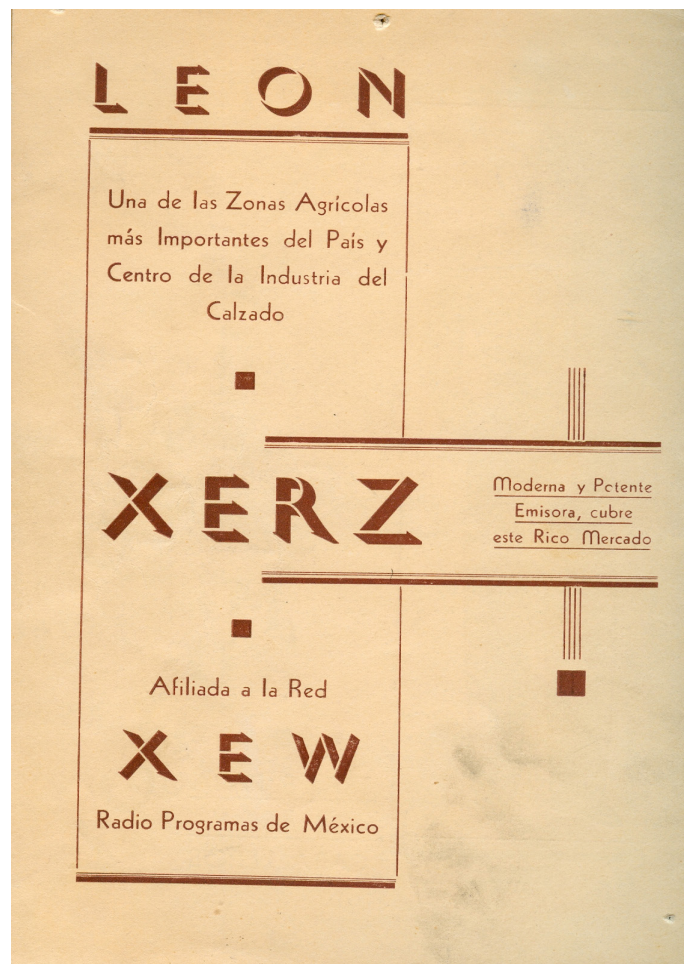 LEON
Una de las Zonas Agrícolas
más Importantes del País y
Centro de la Industria del
Calzado
XERZ
Moderna y Potente
Emisora, cubre
este Rico Mercado
Afiliada a la Red
XEW
Radio Programas de México